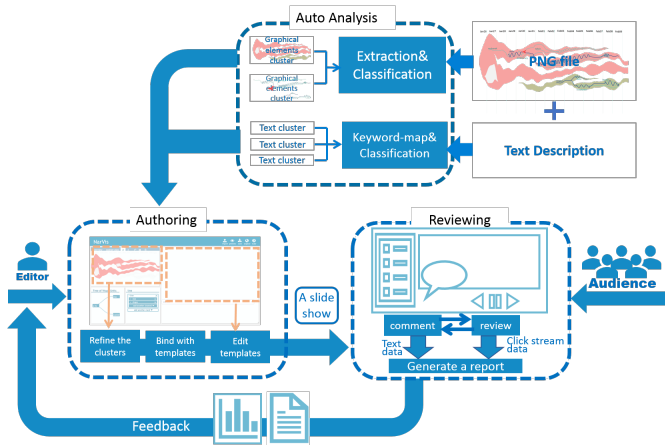 Auto Analysis
Graphical
elements
cluster
Graphical
elements
cluster
Extraction&
Classification
PNG file
Text cluster
Text cluster
Text cluster
Keyword-map&
Classification
Text Description
Authoring
Reviewing
NarVis
Editor
Refine the
clusters
Bind with
templates
Edit
templates
A slide
show
comment
review
Text
data
Click stream
data
Generate a report
Audience
Feedback